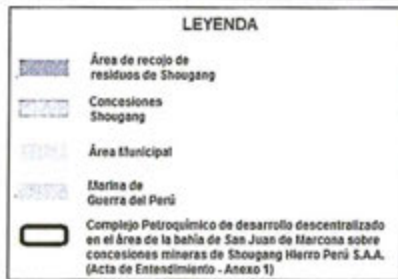 LEYENDA
Área de recojo de
residuos de Shougang
Concesiones
Shougang
Área Municipal
Marina de
Guerra del Perú
Complejo Petroquímico de desarrollo descentralizado
en el área de la bahía de San Juan de Marcona sobre
concesiones mineras de Shougang Hierro Perú S.A.A.
(Acta de Entendimiento - Anexo 1)